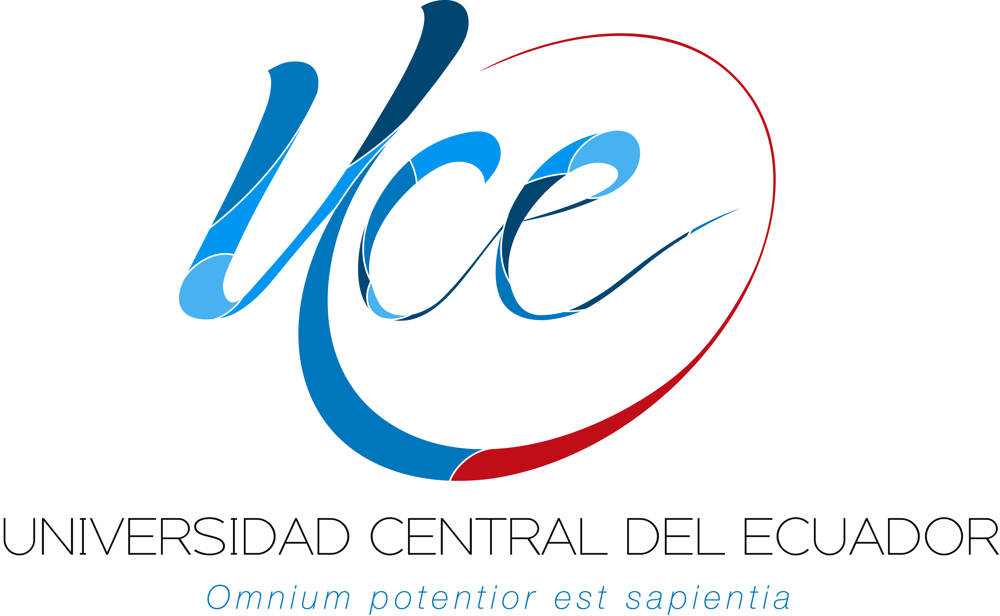 uce
UNIVERSIDAD CENTRAL DEL ECUADOR
Omnium potentior est sapientia